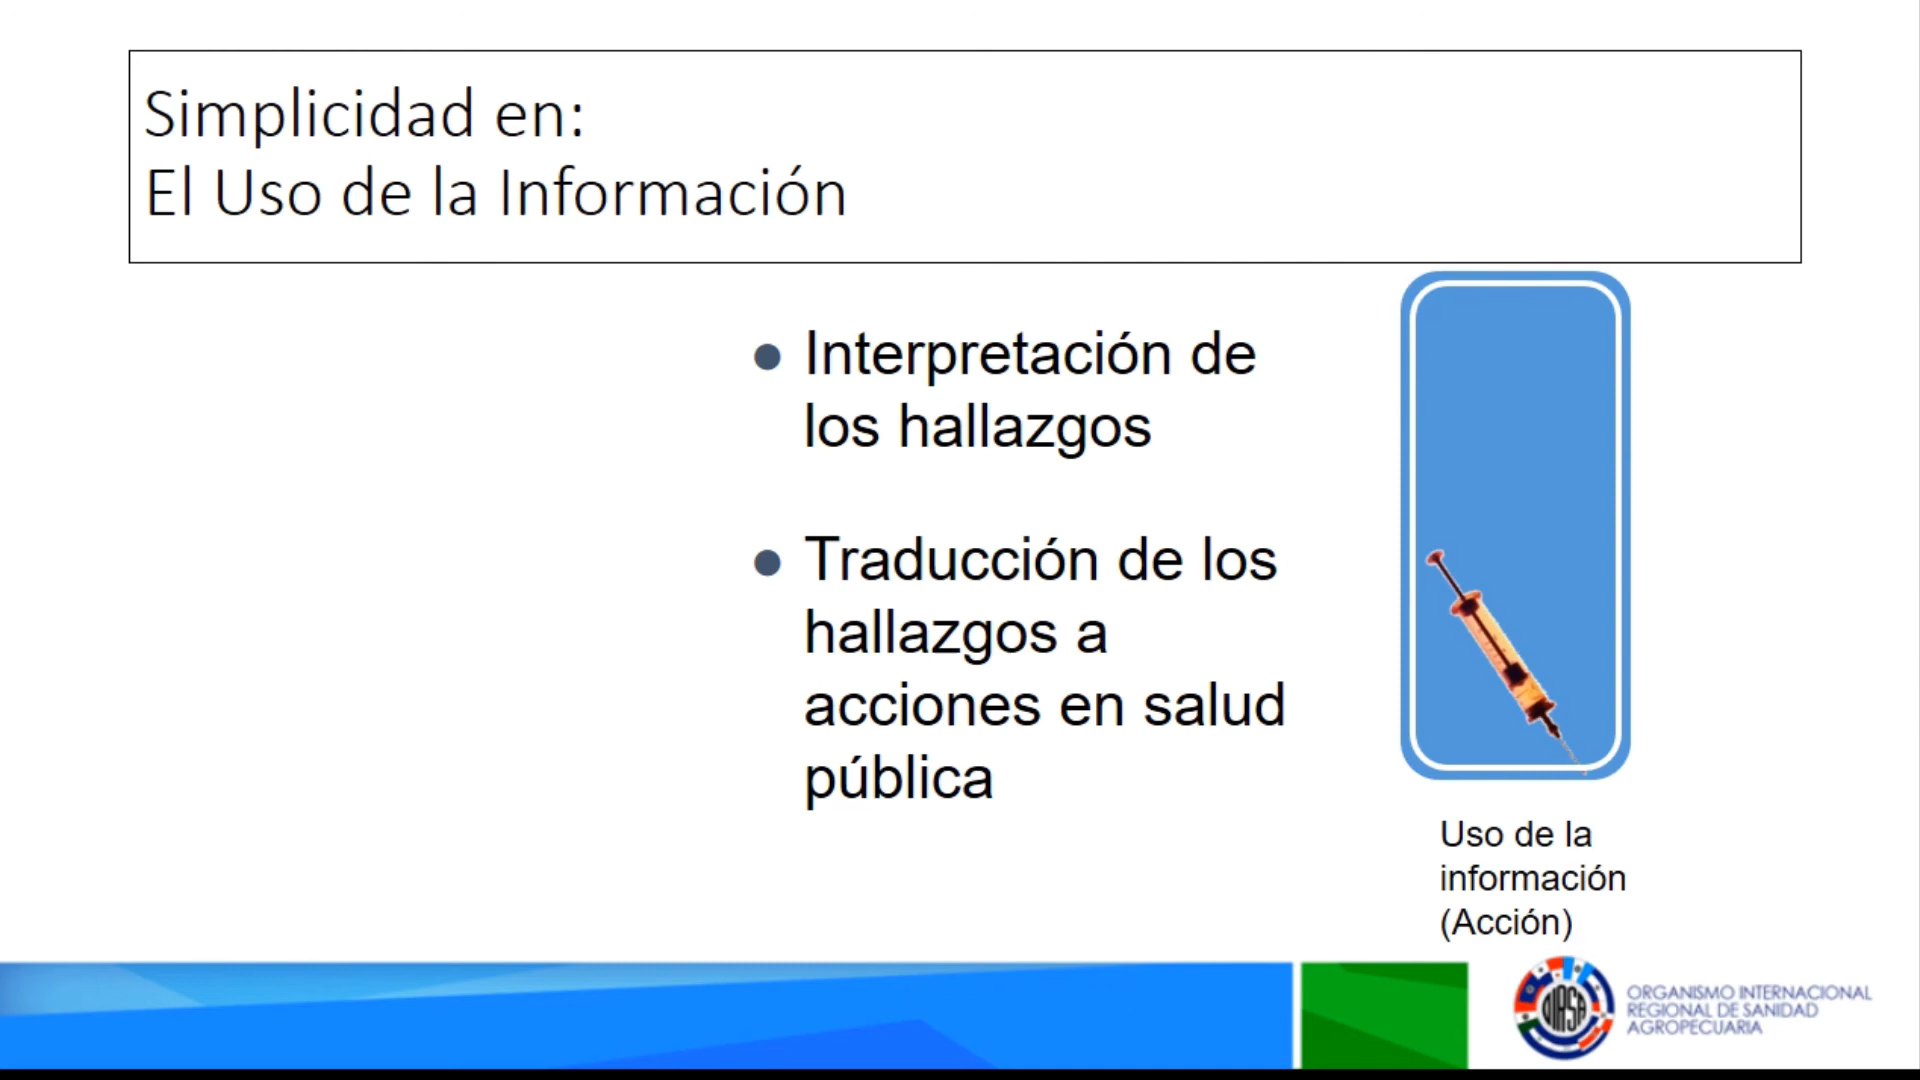 Simplicidad en:
El Uso de la Información
● Interpretación de
los hallazgos
● Traducción de los
hallazgos a
acciones en salud
pública
Uso de la
información
(Acción)
OIRSA
ORGANISMO INTERNACIONAL
REGIONAL DE SANIDAD
AGROPECUARIA